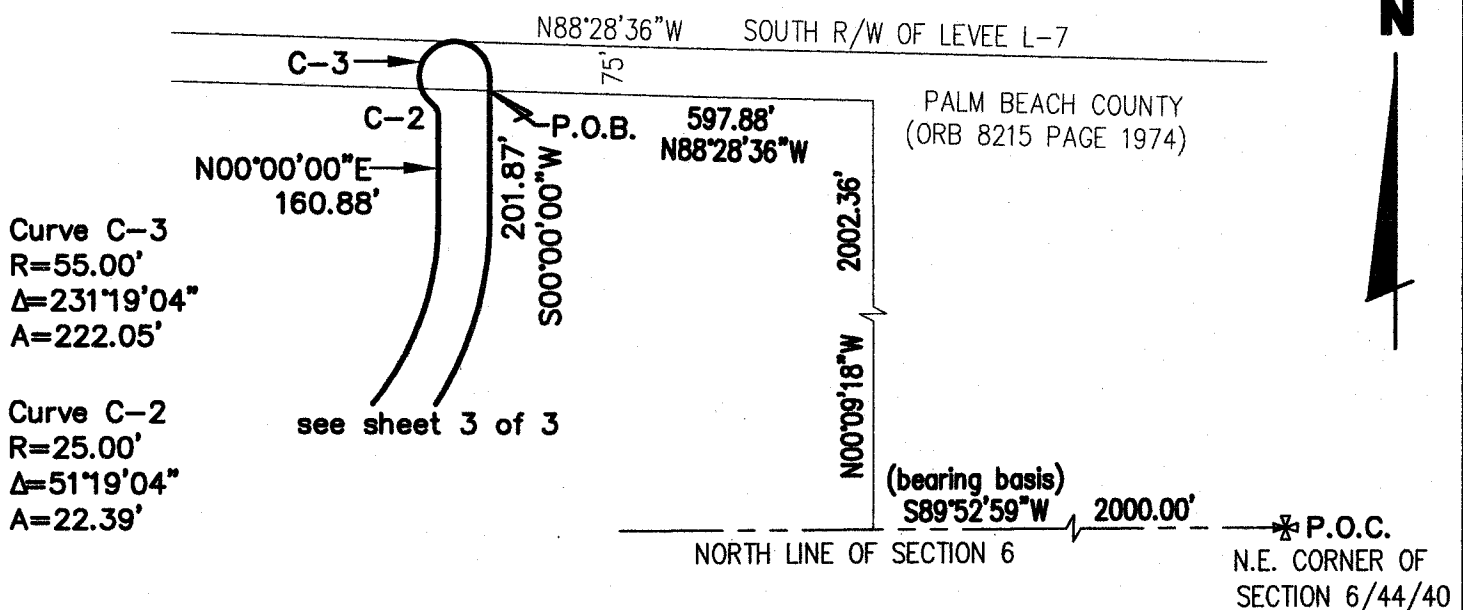 N
N88°28'36"W SOUTH R/W OF LEVEE L-7
C-3
75'
C-2
P.O.B.
597.88'
N88°28'36"W
PALM BEACH COUNTY
(ORB 8215 PAGE 1974)
N00°00'00"E
160.88'
201.87'
S00°00'00"W
2002.36'
N00°09'18"W
Curve C-3
R=55.00'
Δ=231°19'04"
A=222.05'
Curve C-2
R=25.00'
Δ=51°19'04"
A=22.39'
see sheet 3 of 3
(bearing basis)
S89°52'59"W 2000.00'
P.O.C.
NORTH LINE OF SECTION 6
N.E. CORNER OF
SECTION 6/44/40